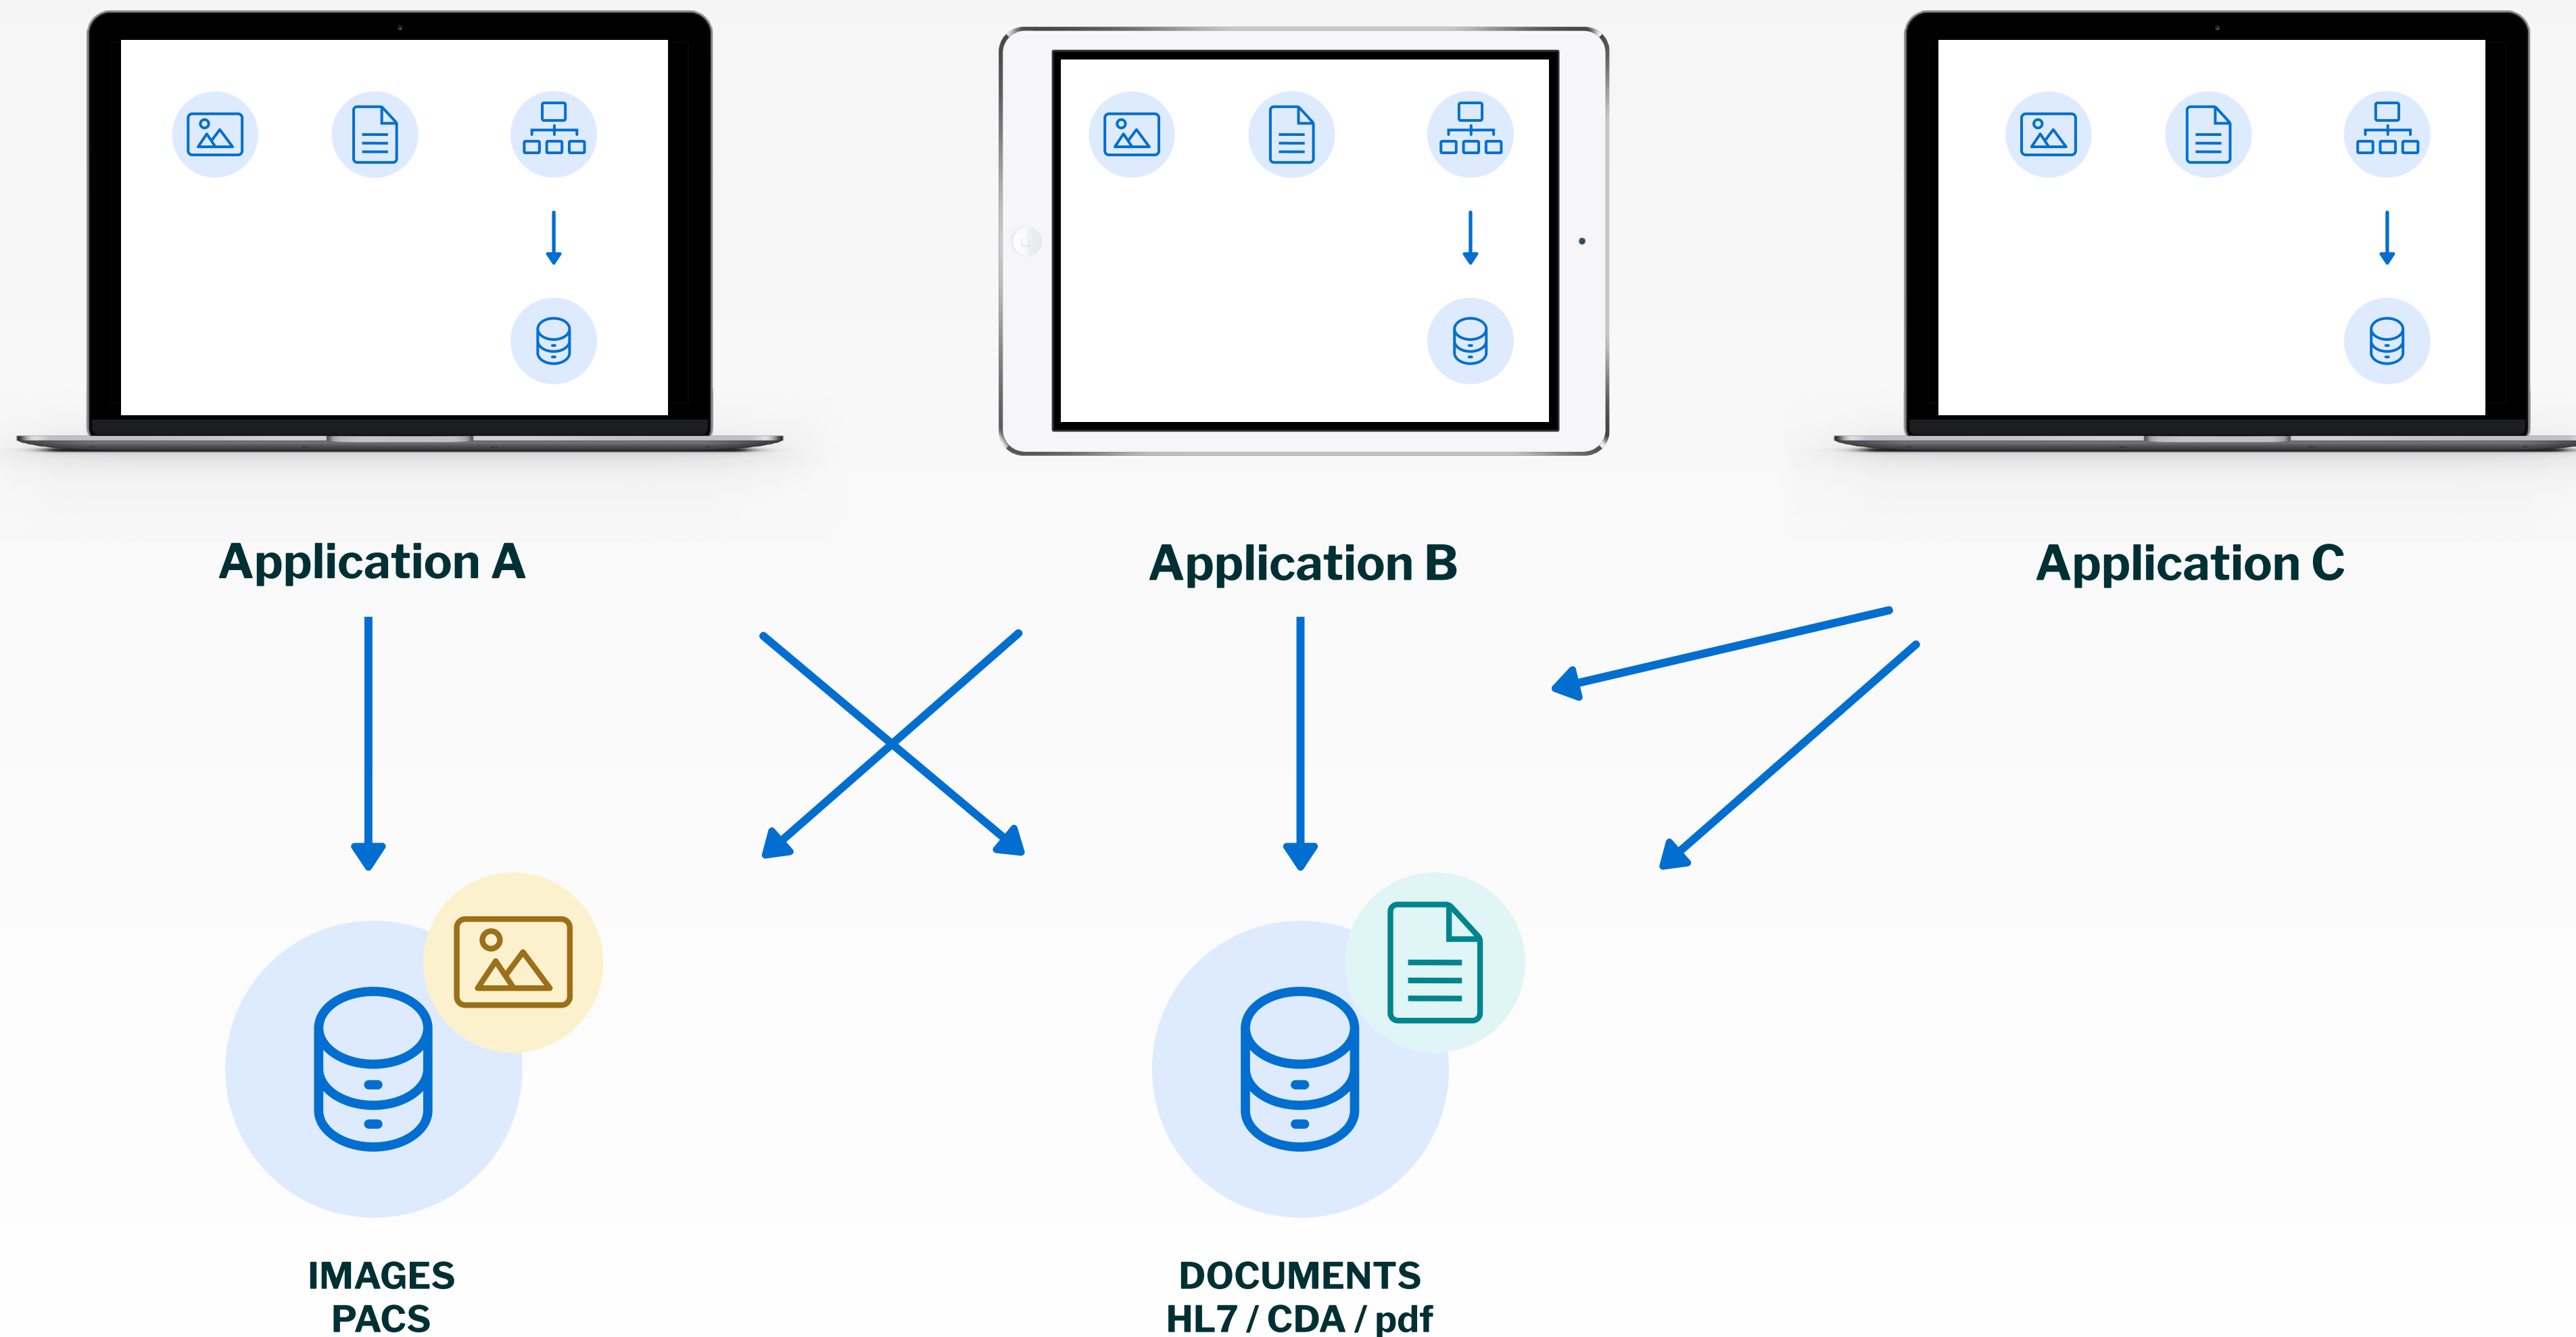 Application A
Application B
Application C
IMAGES
PACS
DOCUMENTS
HL7 / CDA / pdf